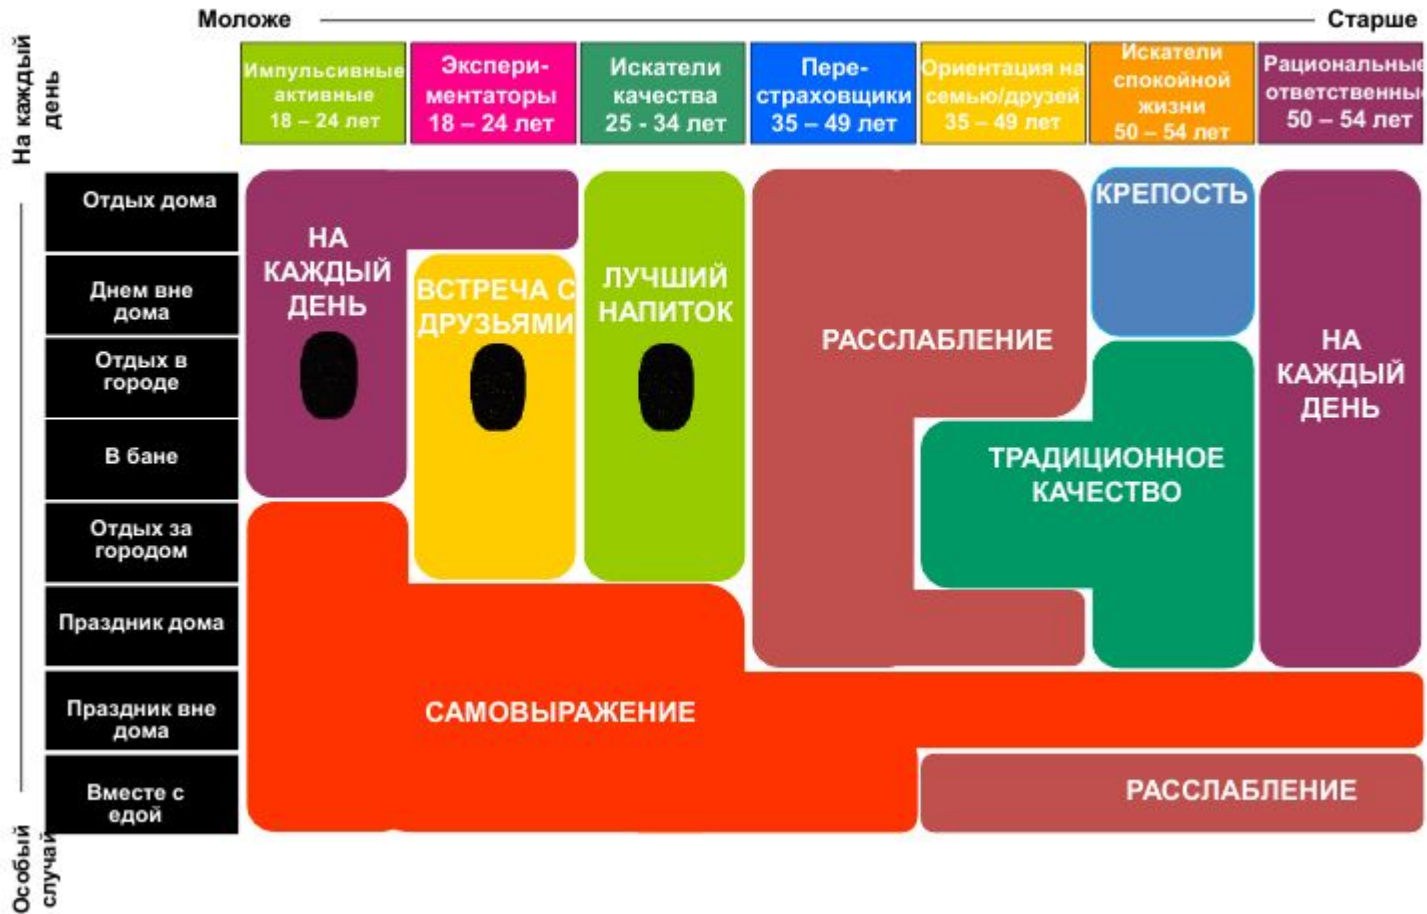 Моложе
Старше
На каждый
день
Импульсивные
активные
18 – 24 лет
Экспери-
ментаторы
18 – 24 лет
Искатели
качества
25 - 34 лет
Пере-
страховщики
35 – 49 лет
Ориентация на
семью/друзей
35 – 49 лет
Искатели
спокойной
жизни
50 – 54 лет
Рациональные
ответственные
50 – 54 лет
Отдых дома
Днем вне
дома
Отдых в
городе
В бане
Отдых за
городом
Праздник дома
Праздник вне
дома
Вместе с
едой
НА
КАЖДЫЙ
ДЕНЬ
ВСТРЕЧА С
ДРУЗЬЯМИ
ЛУЧШИЙ
НАПИТОК
РАССЛАБЛЕНИЕ
КРЕПОСТЬ
НА
КАЖДЫЙ
ДЕНЬ
ТРАДИЦИОННОЕ
КАЧЕСТВО
САМОВЫРАЖЕНИЕ
РАССЛАБЛЕНИЕ
Особый
случай